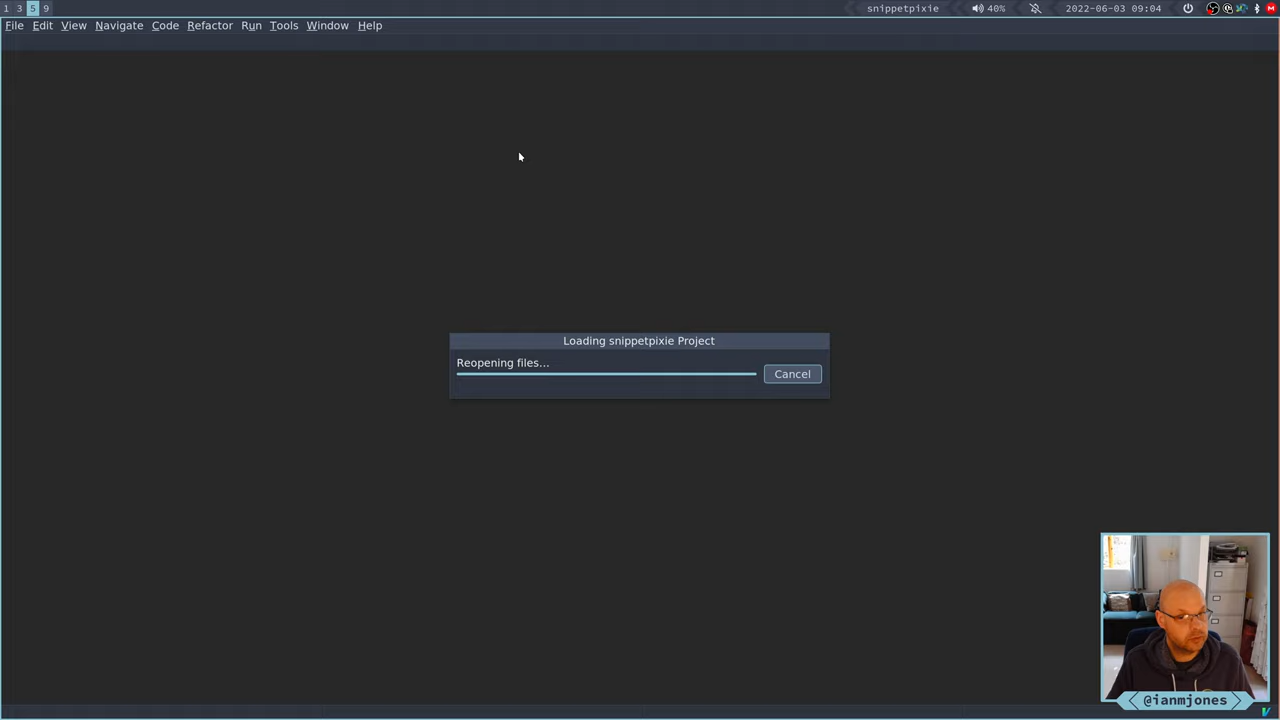 1 3 5 9
snippetpixie
40%
2022-06-03 09:04
File Edit View Navigate Code Refactor Run Tools Window Help
Loading snippetpixie Project
Reopening files...
Cancel
@ianmjones